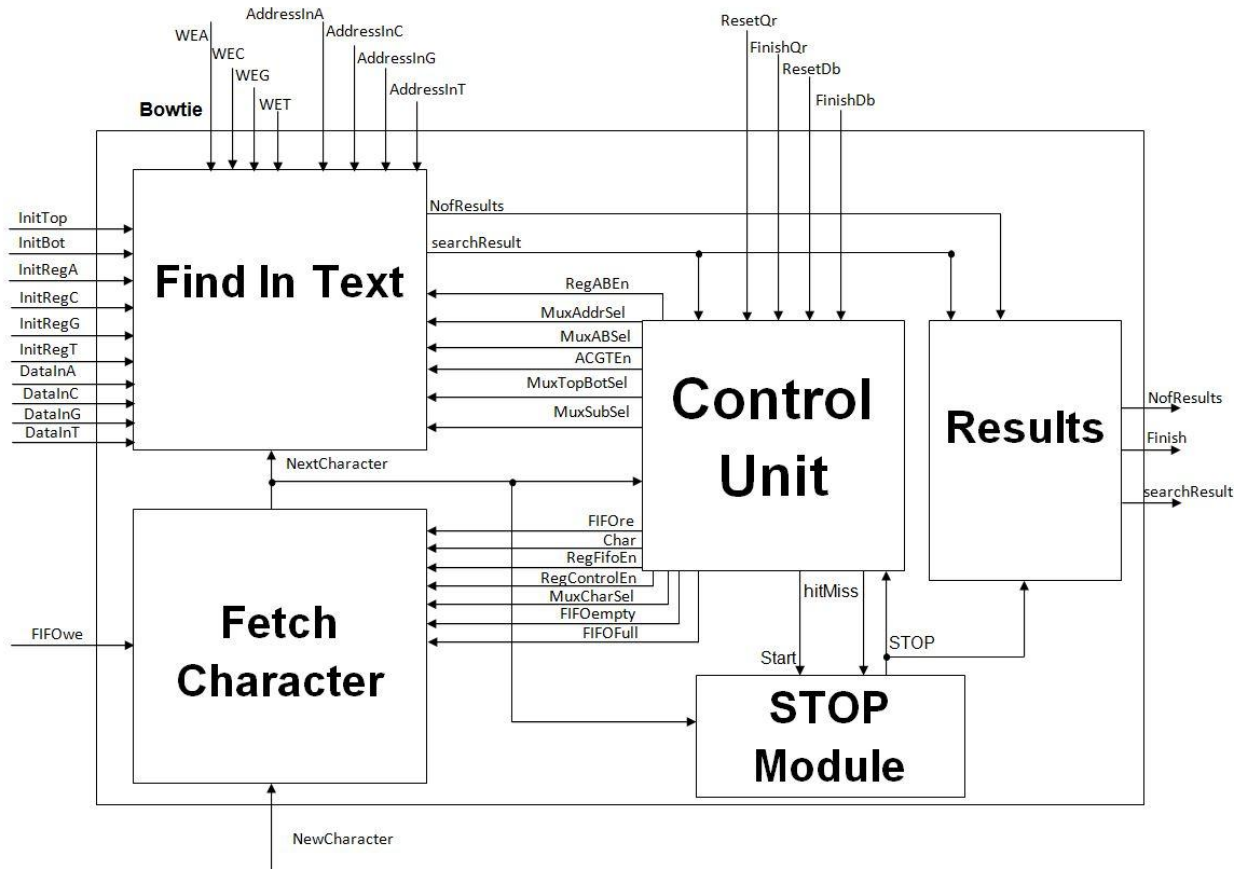 AddressInA
ResetQr
WEA
AddressInC
FinishQr
WEC
AddressInG
ResetDb
WEG
AddressInT
FinishDb
WET
Bowtie
InitTop
InitBot
InitRegA
InitRegC
InitRegG
InitRegT
DataInA
DataInC
DataInG
DataInT
Find In Text
NofResults
searchResult
RegABEn
MuxAddrSel
MuxABSel
ACGTEn
MuxTopBotSel
MuxSubSel
Control
Unit
Results
NofResults
Finish
searchResult
NextCharacter
FIFOre
Char
RegFifoEn
RegControlEn
MuxCharSel
FIFOempty
FIFOFull
Fetch
Character
FIFOwe
hitMiss
Start
STOP
STOP
Module
NewCharacter